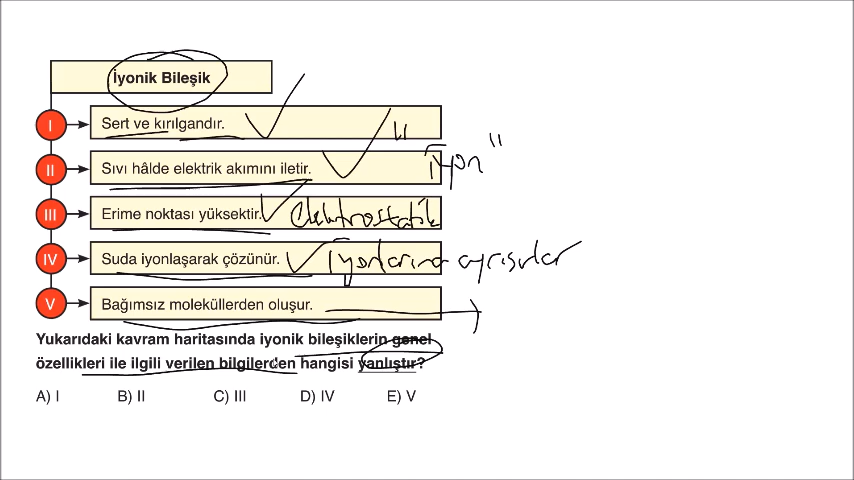 İyonik Bileşik
I Sert ve kırılgandır.
II Sıvı hâlde elektrik akımını iletir. "iyon"
III Erime noktası yüksektir. elektrostatik
IV Suda iyonlaşarak çözünür. İyonlarına ayrışırlar
V Bağımsız moleküllerden oluşur.
Yukarıdaki kavram haritasında iyonik bileşiklerin genel
özellikleri ile ilgili verilen bilgilerden hangisi yanlıştır?
A) I B) II C) III D) IV E) V